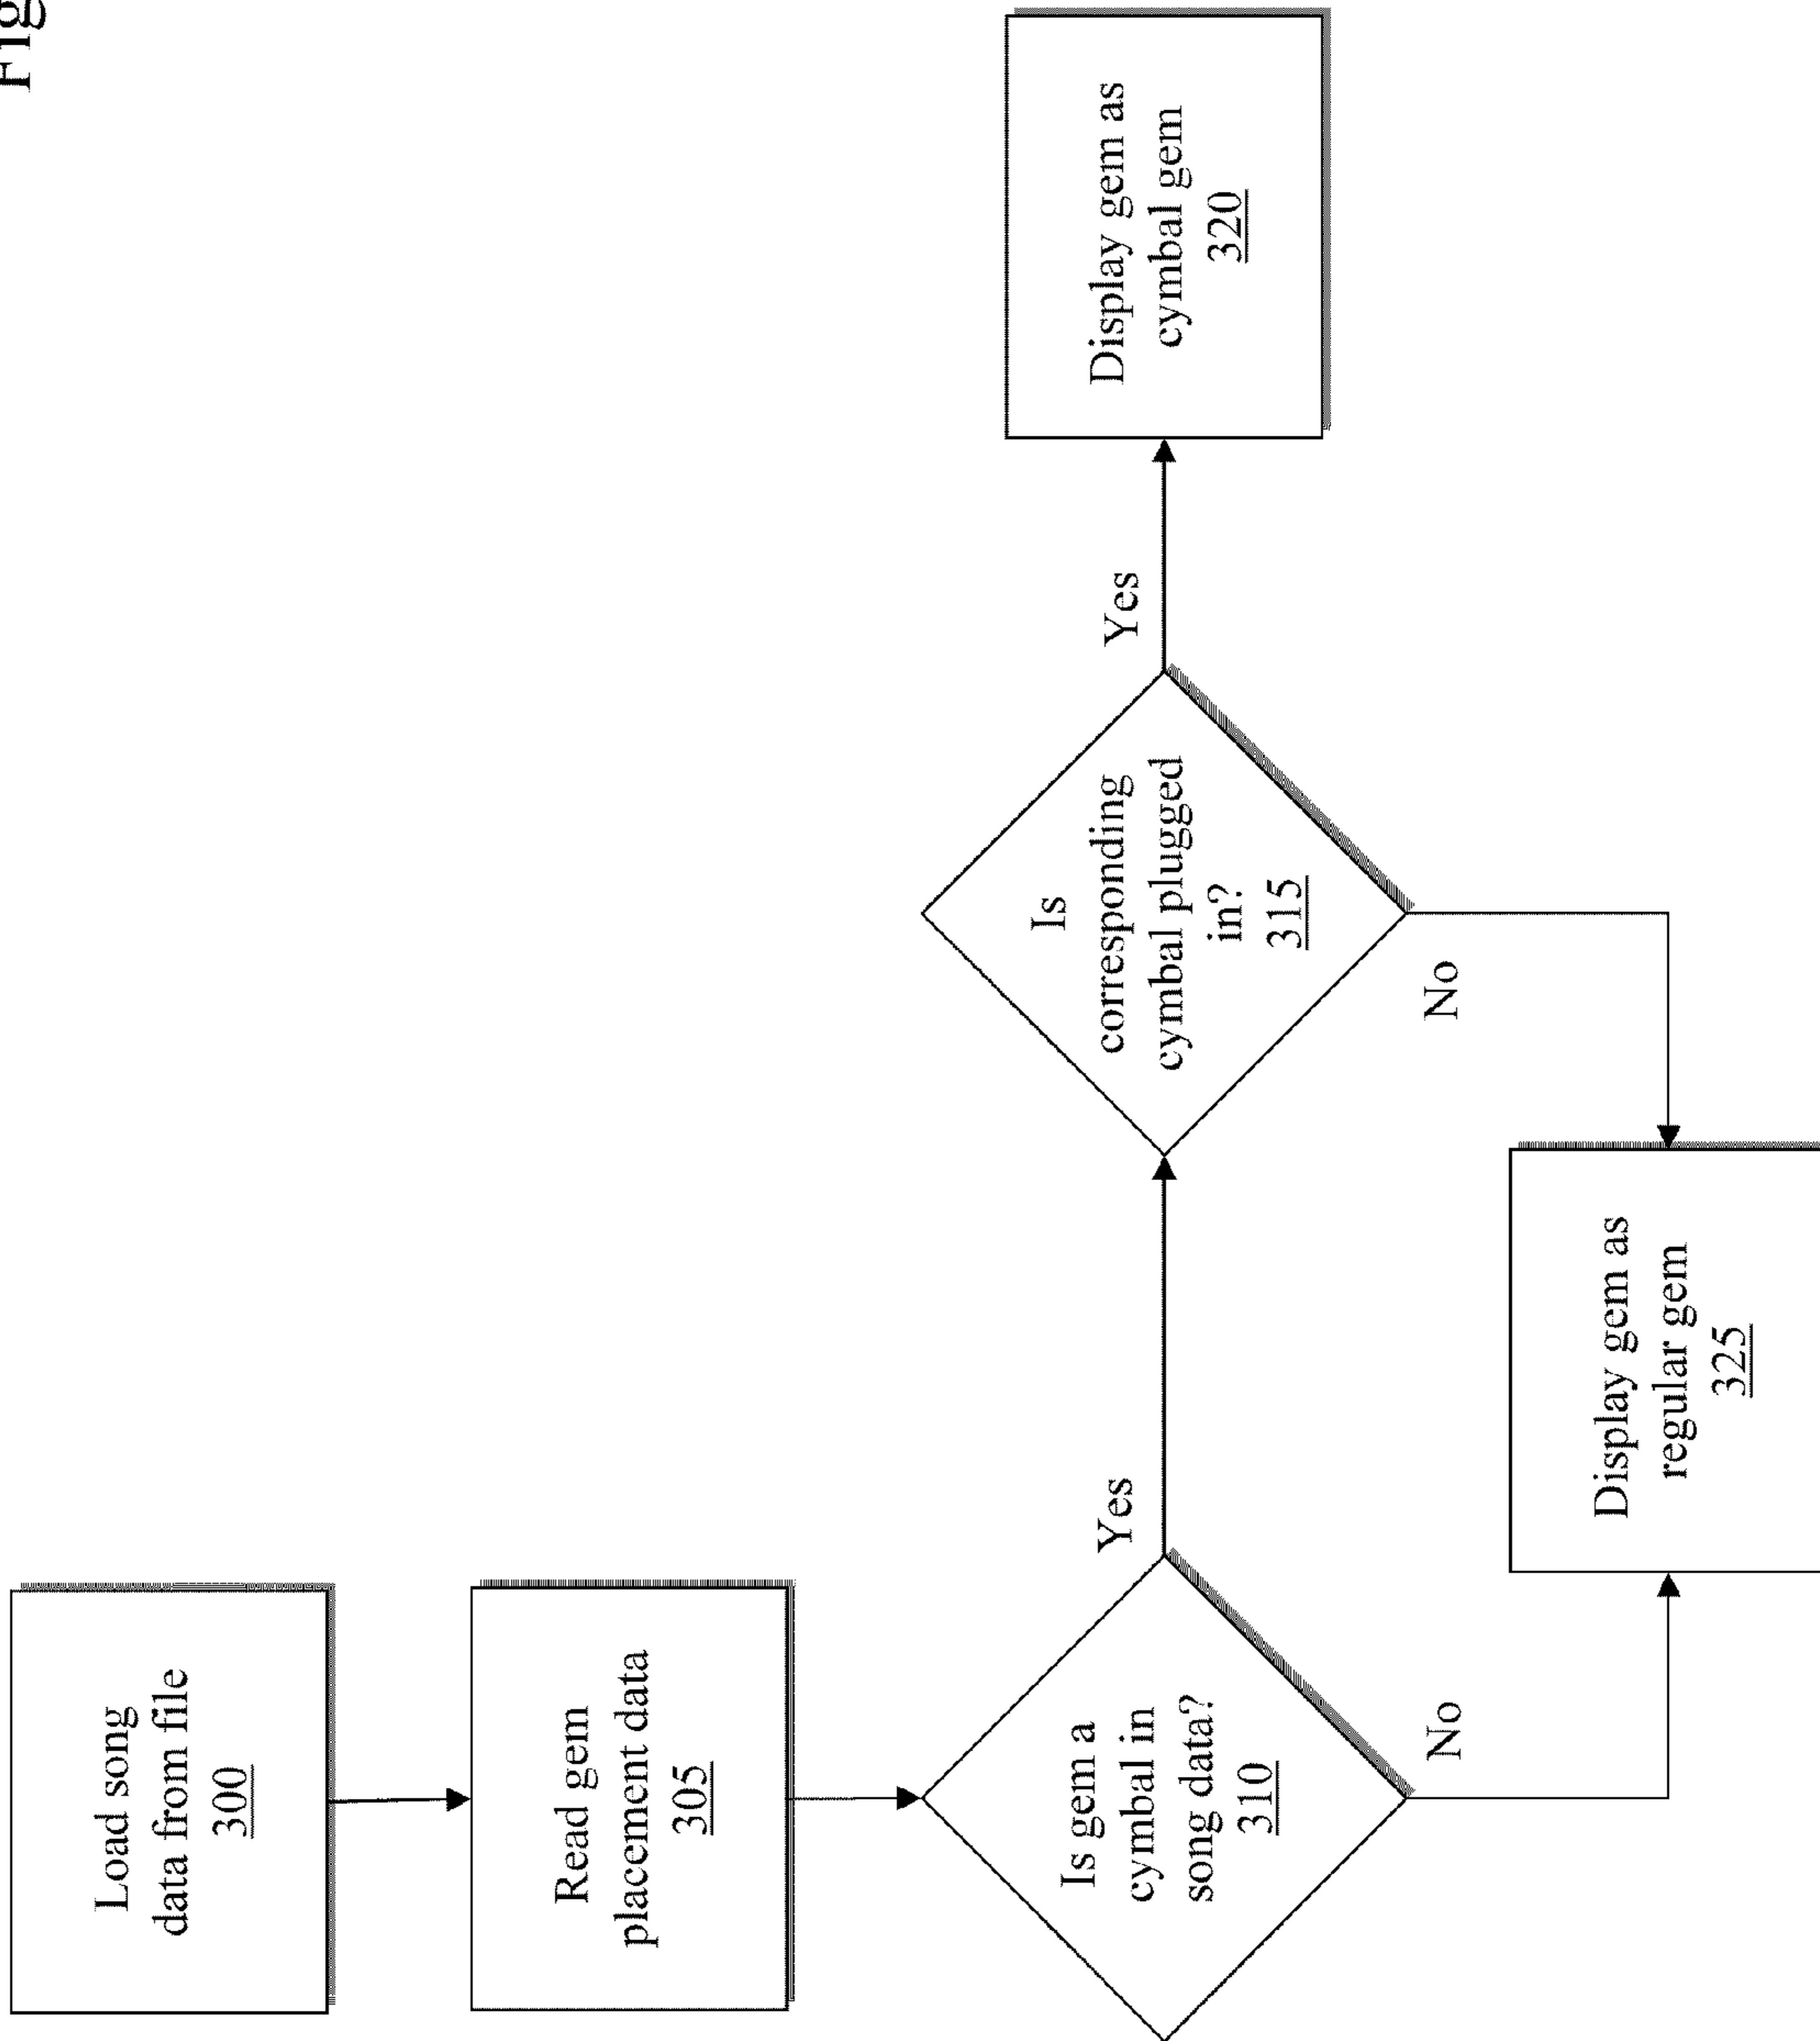 Fig
Load song
data from file
300
Read gem
placement data
305
Is gem a
cymbal in
song data?
310
Yes
No
Is
corresponding
cymbal plugged
in?
315
Yes
No
Display gem as
cymbal gem
320
Display gem as
regular gem
325